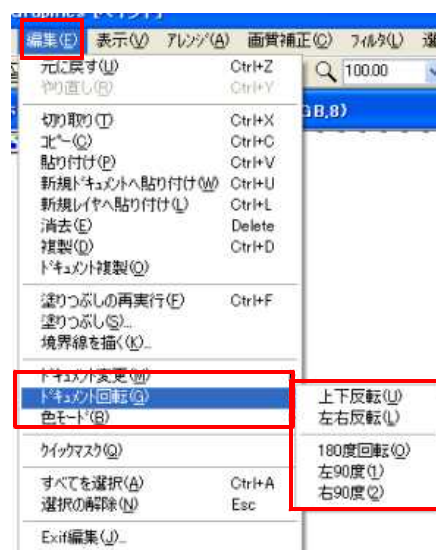 編集(E) 表示(V) アレンジ(A) 画質補正(C) フィルタ(L)
元に戻す(U) Ctrl+Z
やり直し(R) Ctrl+Y
100.00
切り取り(T) Ctrl+X
コピー(C) Ctrl+C
貼り付け(P) Ctrl+V
新規ドキュメントへ貼り付け(W) Ctrl+U
新規レイヤへ貼り付け(L) Ctrl+L
消去(E) Delete
複製(D) Ctrl+D
ドキュメント複製(O)
塗りつぶしの再実行(F) Ctrl+F
塗りつぶし(S)...
境界線を描く(K)...
ドキュメント変更(M)
ドキュメント回転(G)
色モード(B)
クイックマスク(Q)
すべてを選択(A) Ctrl+A
選択の解除(N) Esc
Exif編集(J)...
上下反転(U)
左右反転(L)
180度回転(O)
左90度(1)
右90度(2)